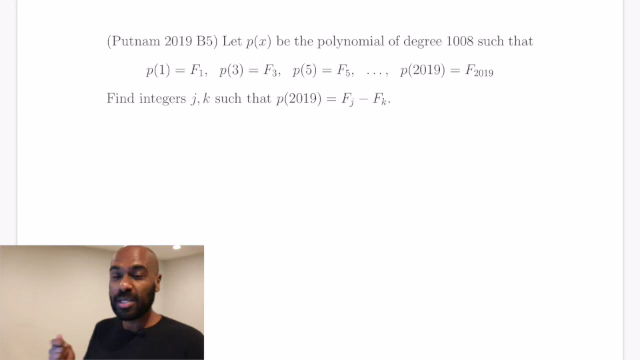 (Putnam 2019 B5) Let p(x) be the polynomial of degree 1008 such that
p(1) = F₁, p(3) = F₃, p(5) = F₅, …, p(2019) = F₂₀₁₉
Find integers j, k such that p(2019) = Fⱼ − Fₖ.